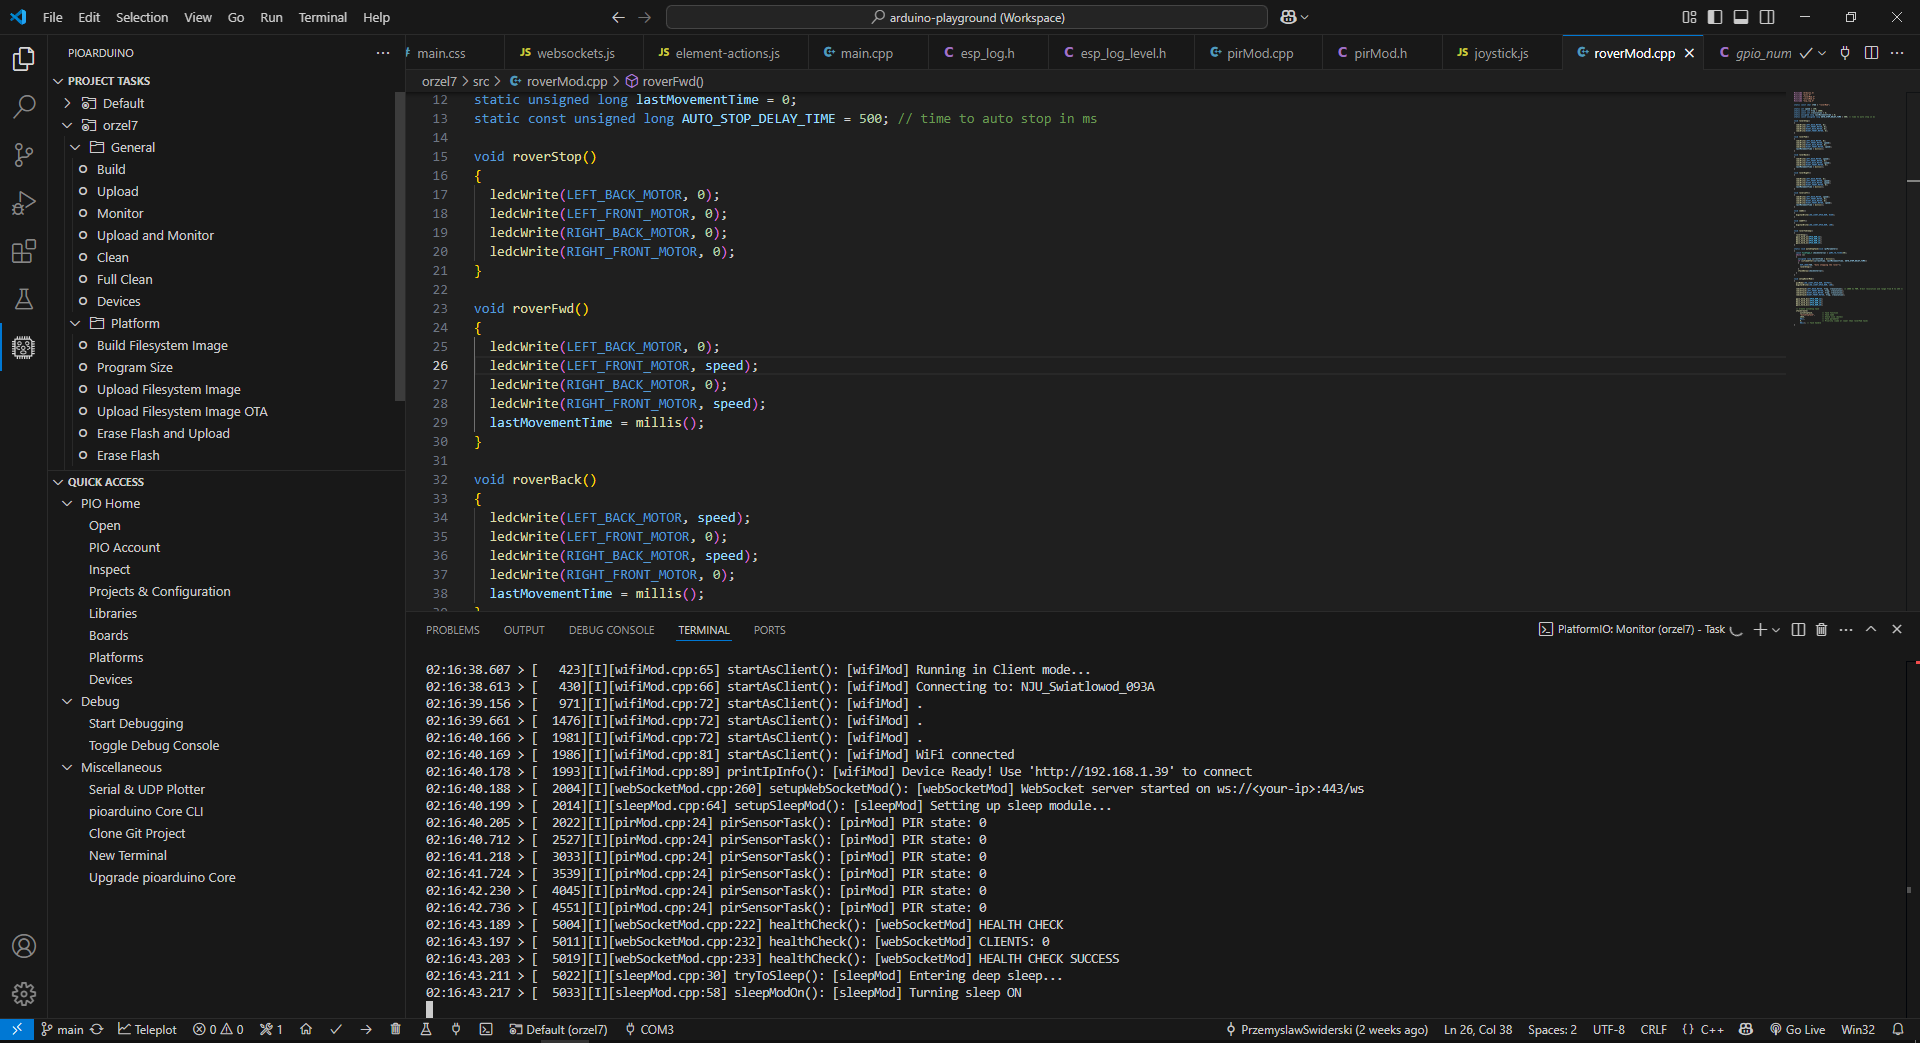 File Edit Selection View Go Run Terminal Help
arduino-playground (Workspace)
PIOARDUINO
PROJECT TASKS
Default
orzel7
General
Build
Upload
Monitor
Upload and Monitor
Clean
Full Clean
Devices
Platform
Build Filesystem Image
Program Size
Upload Filesystem Image
Upload Filesystem Image OTA
Erase Flash and Upload
Erase Flash
QUICK ACCESS
PIO Home
Open
PIO Account
Inspect
Projects & Configuration
Libraries
Boards
Platforms
Devices
Debug
Start Debugging
Toggle Debug Console
Miscellaneous
Serial & UDP Plotter
pioarduino Core CLI
Clone Git Project
New Terminal
Upgrade pioarduino Core
main.css JS websockets.js JS element-actions.js main.cpp C esp_log.h C esp_log_level.h pirMod.cpp C pirMod.h JS joystick.js roverMod.cpp C gpio_num
orzel7 > src > roverMod.cpp > roverFwd()
12 static unsigned long lastMovementTime = 0;
13 static const unsigned long AUTO_STOP_DELAY_TIME = 500; // time to auto stop in ms
14
15 void roverStop()
16 {
17 ledcWrite(LEFT_BACK_MOTOR, 0);
18 ledcWrite(LEFT_FRONT_MOTOR, 0);
19 ledcWrite(RIGHT_BACK_MOTOR, 0);
20 ledcWrite(RIGHT_FRONT_MOTOR, 0);
21 }
22
23 void roverFwd()
24 {
25 ledcWrite(LEFT_BACK_MOTOR, 0);
26 ledcWrite(LEFT_FRONT_MOTOR, speed);
27 ledcWrite(RIGHT_BACK_MOTOR, 0);
28 ledcWrite(RIGHT_FRONT_MOTOR, speed);
29 lastMovementTime = millis();
30 }
31
32 void roverBack()
33 {
34 ledcWrite(LEFT_BACK_MOTOR, speed);
35 ledcWrite(LEFT_FRONT_MOTOR, 0);
36 ledcWrite(RIGHT_BACK_MOTOR, speed);
37 ledcWrite(RIGHT_FRONT_MOTOR, 0);
38 lastMovementTime = millis();
PROBLEMS OUTPUT DEBUG CONSOLE TERMINAL PORTS
PlatformIO: Monitor (orzel7) - Task
02:16:38.607 > [ 423][I][wifiMod.cpp:65] startAsClient(): [wifiMod] Running in Client mode...
02:16:38.613 > [ 430][I][wifiMod.cpp:66] startAsClient(): [wifiMod] Connecting to: NJU_Swiatlowod_093A
02:16:39.156 > [ 971][I][wifiMod.cpp:72] startAsClient(): [wifiMod] .
02:16:39.661 > [ 1476][I][wifiMod.cpp:72] startAsClient(): [wifiMod] .
02:16:40.166 > [ 1981][I][wifiMod.cpp:72] startAsClient(): [wifiMod] .
02:16:40.169 > [ 1986][I][wifiMod.cpp:81] startAsClient(): [wifiMod] WiFi connected
02:16:40.178 > [ 1993][I][wifiMod.cpp:89] printIpInfo(): [wifiMod] Device Ready! Use 'http://192.168.1.39' to connect
02:16:40.188 > [ 2004][I][webSocketMod.cpp:260] setupWebSocketMod(): [webSocketMod] WebSocket server started on ws://<your-ip>:443/ws
02:16:40.199 > [ 2014][I][sleepMod.cpp:64] setupSleepMod(): [sleepMod] Setting up sleep module...
02:16:40.205 > [ 2022][I][pirMod.cpp:24] pirSensorTask(): [pirMod] PIR state: 0
02:16:40.712 > [ 2527][I][pirMod.cpp:24] pirSensorTask(): [pirMod] PIR state: 0
02:16:41.218 > [ 3033][I][pirMod.cpp:24] pirSensorTask(): [pirMod] PIR state: 0
02:16:41.724 > [ 3539][I][pirMod.cpp:24] pirSensorTask(): [pirMod] PIR state: 0
02:16:42.230 > [ 4045][I][pirMod.cpp:24] pirSensorTask(): [pirMod] PIR state: 0
02:16:42.736 > [ 4551][I][pirMod.cpp:24] pirSensorTask(): [pirMod] PIR state: 0
02:16:43.189 > [ 5004][I][webSocketMod.cpp:222] healthCheck(): [webSocketMod] HEALTH CHECK
02:16:43.197 > [ 5011][I][webSocketMod.cpp:232] healthCheck(): [webSocketMod] CLIENTS: 0
02:16:43.203 > [ 5019][I][webSocketMod.cpp:233] healthCheck(): [webSocketMod] HEALTH CHECK SUCCESS
02:16:43.211 > [ 5022][I][sleepMod.cpp:30] tryToSleep(): [sleepMod] Entering deep sleep...
02:16:43.217 > [ 5033][I][sleepMod.cpp:58] sleepModOn(): [sleepMod] Turning sleep ON
main Teleplot 0 0 1 Default (orzel7) COM3 PrzemyslawSwiderski (2 weeks ago) Ln 26, Col 38 Spaces: 2 UTF-8 CRLF {} C++ Go Live Win32